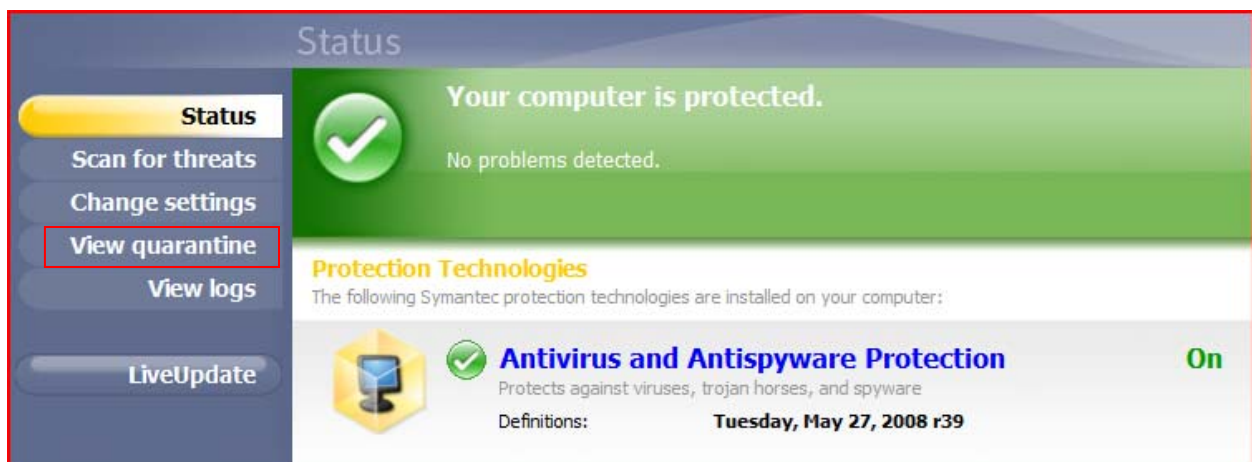 Status
Status
Scan for threats
Change settings
View quarantine
View logs
LiveUpdate
Your computer is protected.
No problems detected.
Protection Technologies
The following Symantec protection technologies are installed on your computer:
Antivirus and Antispyware Protection On
Protects against viruses, trojan horses, and spyware
Definitions: Tuesday, May 27, 2008 r39